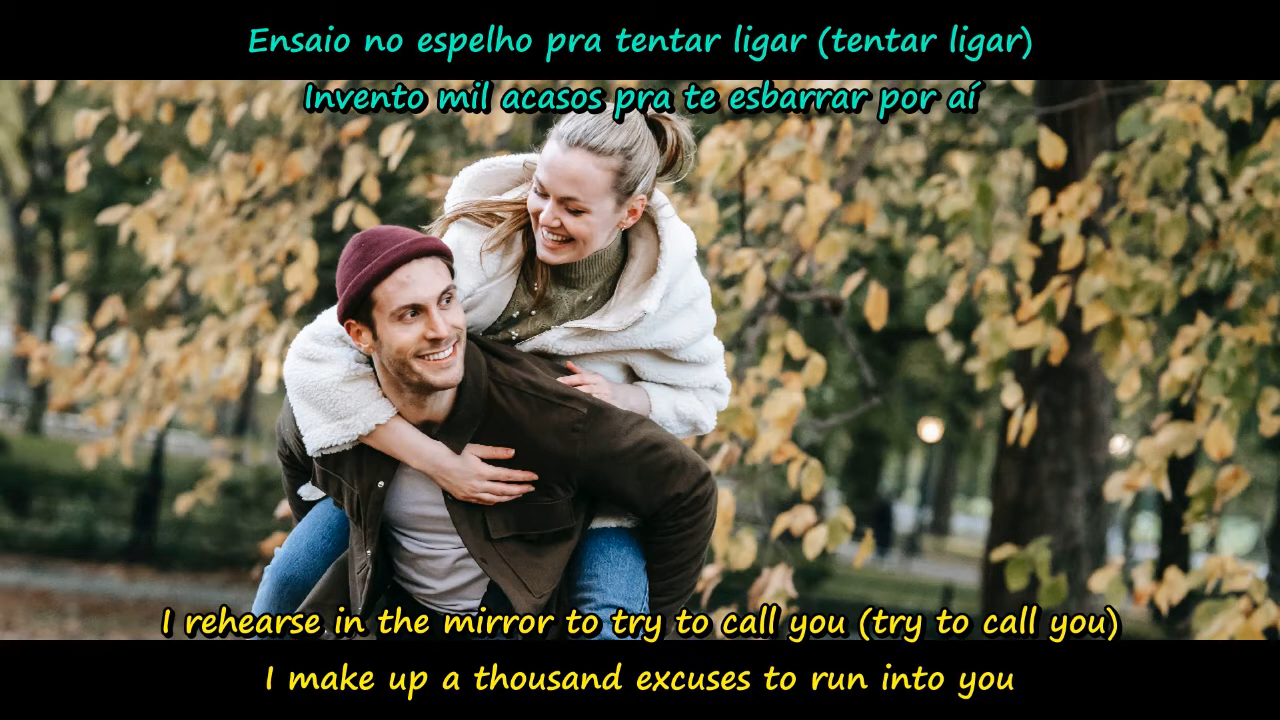 Ensaio no espelho pra tentar ligar (tentar ligar)
Invento mil acasos pra te esbarrar por aí
I rehearse in the mirror to try to call you (try to call you)
I make up a thousand excuses to run into you